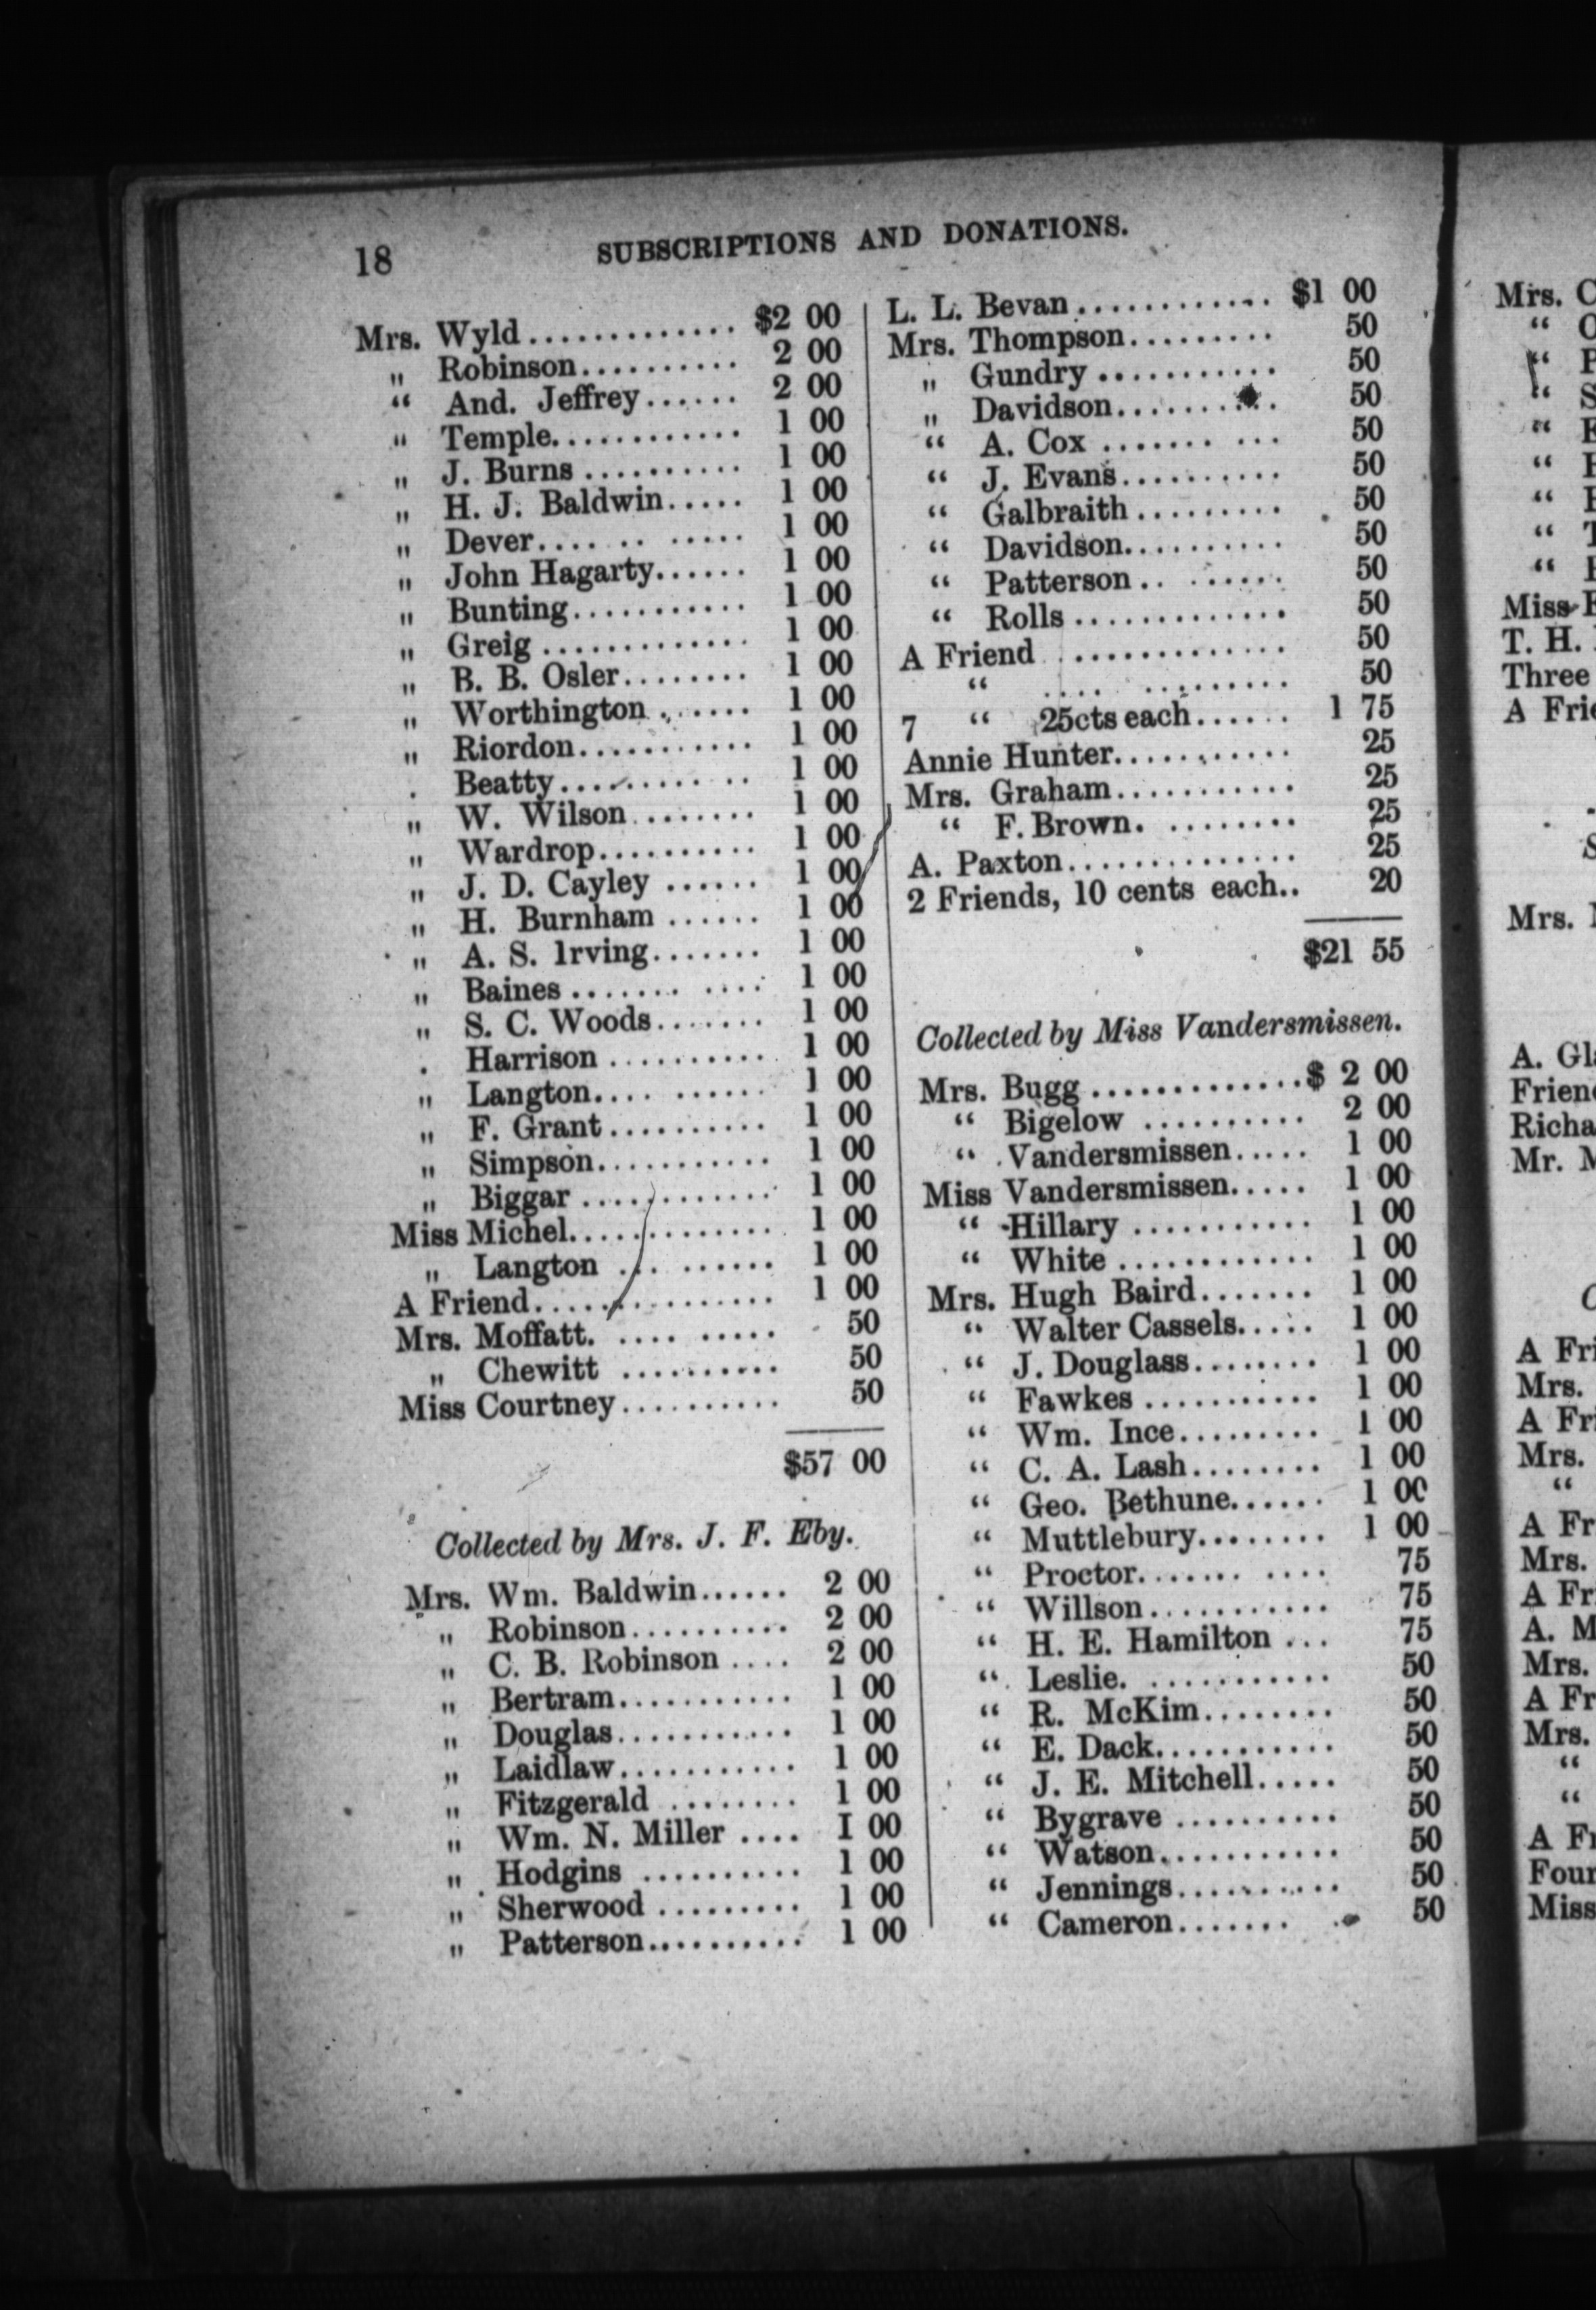 18
SUBSCRIPTIONS AND DONATIONS.
Mrs. Wyld ............. $2 00
„ Robinson.......... 2 00
“ And. Jeffrey...... 2 00
„ Temple............ 1 00
„ J. Burns .......... 1 00
„ H. J. Baldwin..... 1 00
„ Dever.... .. ..... 1 00
„ John Hagarty...... 1 00
„ Bunting........... 1 00
„ Greig ............. 1 00
„ B. B. Osler........ 1 00
„ Worthington ...... 1 00
„ Riordon........... 1 00
. Beatty.......... .. 1 00
„ W. Wilson ........ 1 00
„ Wardrop.......... 1 00
„ J. D. Cayley ...... 1 00
„ H. Burnham ...... 1 00
„ A. S. Irving....... 1 00
„ Baines ....... .... 1 00
„ S. C. Woods....... 1 00
. Harrison .......... 1 00
„ Langton.... ...... 1 00
„ F. Grant.......... 1 00
„ Simpson........... 1 00
„ Biggar ............ 1 00
Miss Michel............. 1 00
„ Langton ... ...... 1 00
A Friend............... 1 00
Mrs. Moffatt. .... ..... 50
„ Chewitt .......... 50
Miss Courtney.......... 50
$57 00
Collected by Mrs. J. F. Eby.
Mrs. Wm. Baldwin...... 2 00
„ Robinson.......... 2 00
„ C. B. Robinson .... 2 00
„ Bertram........... 1 00
„ Douglas........... 1 00
„ Laidlaw........... 1 00
„ Fitzgerald ........ 1 00
„ Wm. N. Miller .... I 00
„ Hodgins .......... 1 00
„ Sherwood ......... 1 00
„ Patterson.......... 1 00
L. L. Bevan............ $1 00
Mrs. Thompson......... 50
„ Gundry ........... 50
„ Davidson.......... 50
“ A. Cox ....... ... 50
“ J. Evans.......... 50
“ Galbraith ......... 50
“ Davidson.......... 50
“ Patterson .. ...... 50
“ Rolls ............. 50
A Friend ............. 50
“ .... ......... 50
7 “ 25cts each...... 1 75
Annie Hunter........... 25
Mrs. Graham........... 25
“ F. Brown. ........ 25
A. Paxton.............. 25
2 Friends, 10 cents each.. 20
$21 55
Collected by Miss Vandersmissen.
Mrs. Bugg .............$ 2 00
“ Bigelow .......... 2 00
“ Vandersmissen..... 1 00
Miss Vandersmissen..... 1 00
“ Hillary ........... 1 00
“ White ............ 1 00
Mrs. Hugh Baird....... 1 00
“ Walter Cassels..... 1 00
“ J. Douglass........ 1 00
“ Fawkes ........... 1 00
“ Wm. Ince......... 1 00
“ C. A. Lash........ 1 00
“ Geo. Bethune...... 1 00
“ Muttlebury........ 1 00
“ Proctor....... .... 75
“ Willson........... 75
“ H. E. Hamilton ... 75
“ Leslie. ........... 50
“ R. McKim........ 50
“ E. Dack........... 50
“ J. E. Mitchell..... 50
“ Bygrave .......... 50
“ Watson........... 50
“ Jennings.......... 50
“ Cameron....... 50
Mrs.
“
“
“
“
“
“
“
“
Miss
T. H.
Three
A
Mrs.
A.
Mr.
A
Mrs.
A
Mrs.
“
A
Mrs.
A
A.
Mrs.
A
Mrs.
“
“
A
Four
Miss